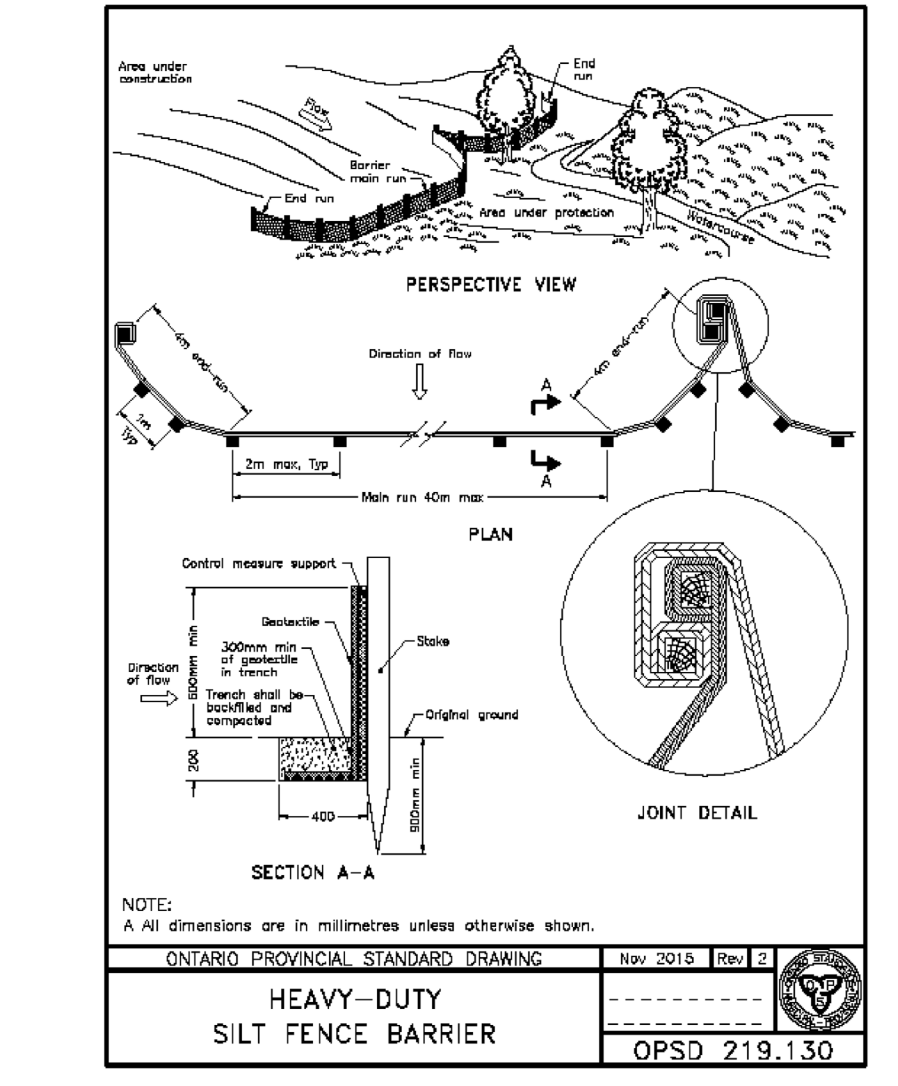 Area under
construction
Flow
End
run
Barrier
main run
End run
Area under protection
Watercourse
PERSPECTIVE VIEW
4m end-run
Direction of flow
4m end-run
A
Typ
2m max, Typ
A
Main run 40m max
PLAN
Control measure support
Geotextile
300mm min
of geotextile
in trench
Stake
Direction
of flow
Trench shall be
backfilled and
compacted
Original ground
200
400
900mm min
SECTION A-A
JOINT DETAIL
NOTE:
A All dimensions are in millimetres unless otherwise shown.
ONTARIO PROVINCIAL STANDARD DRAWING
Nov 2015 Rev 2
HEAVY-DUTY
SILT FENCE BARRIER
OPS
OPSD 219.130